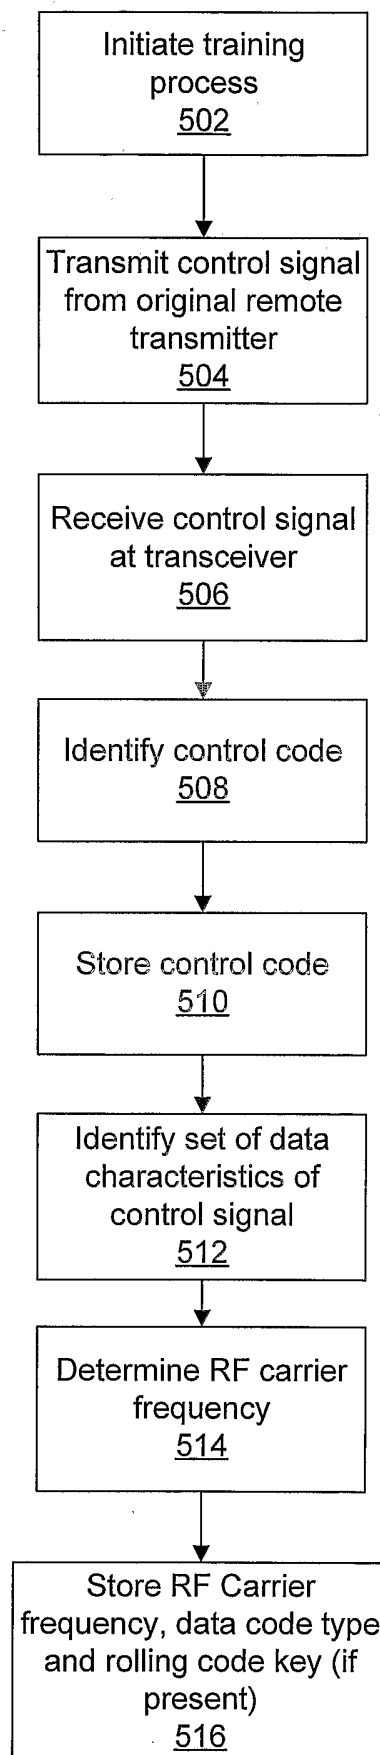 Initiate training
process
502
Transmit control signal
from original remote
transmitter
504
Receive control signal
at transceiver
506
Identify control code
508
Store control code
510
Identify set of data
characteristics of
control signal
512
Determine RF carrier
frequency
514
Store RF Carrier
frequency, data code type
and rolling code key (if
present)
516